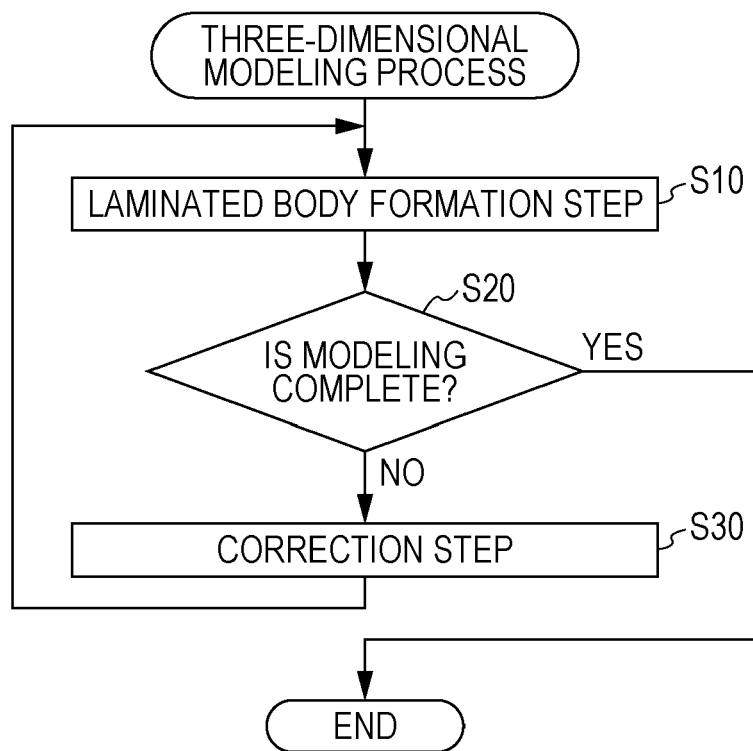 THREE-DIMENSIONAL
MODELING PROCESS
LAMINATED BODY FORMATION STEP
S10
S20
IS MODELING
COMPLETE?
YES
NO
CORRECTION STEP
S30
END